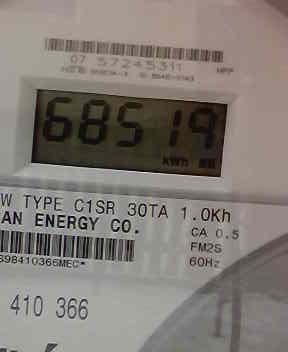 07 57245311
68519
kWh
W TYPE C1SR 30TA 1.0Kh
AN ENERGY CO.
CA 0.5
FM2S
60Hz
S98410366MEC*
410 366